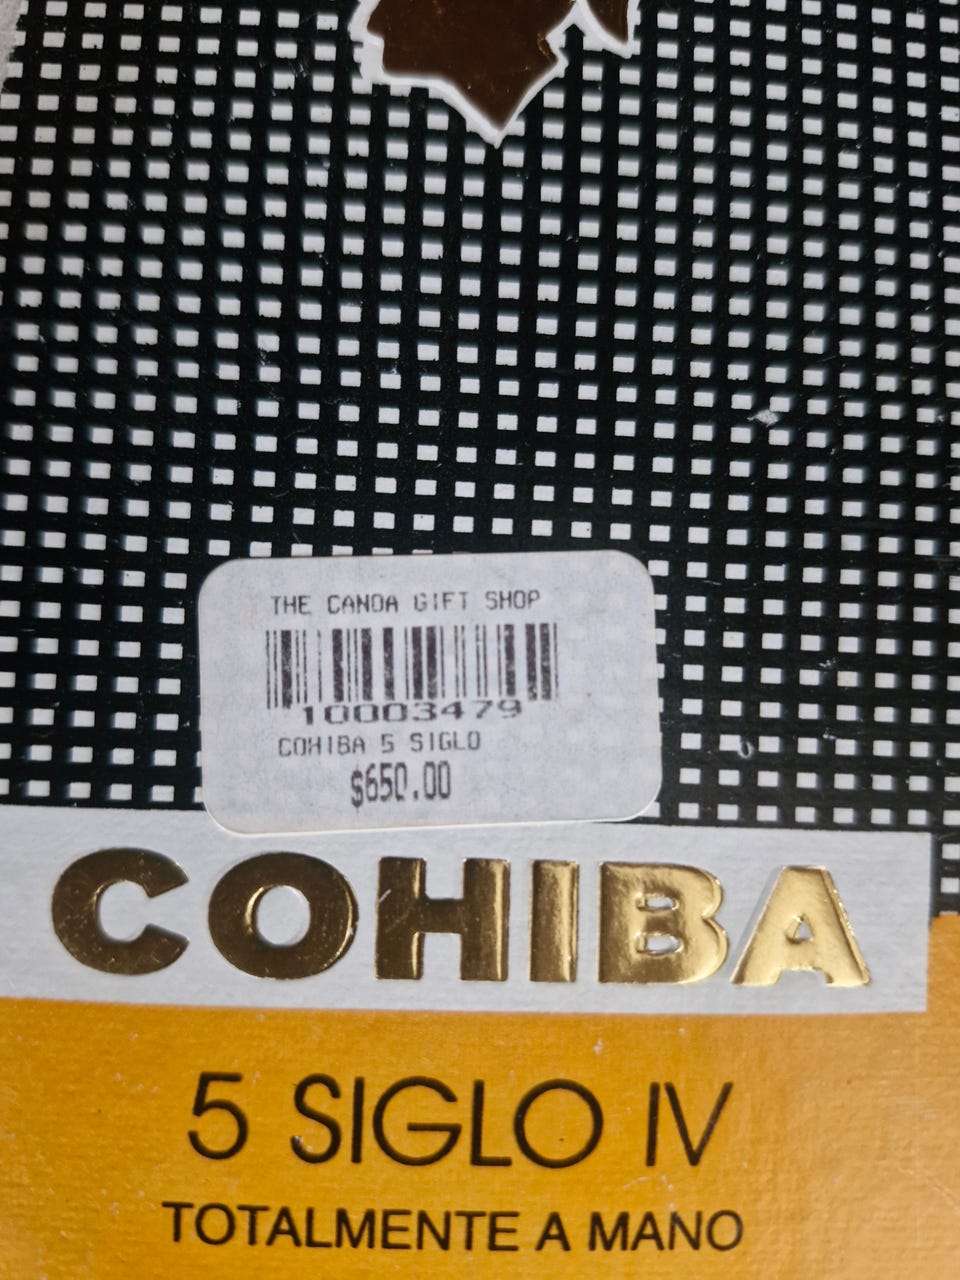 THE CANOA GIFT SHOP
10003479
COHIBA 5 SIGLO
$650.00
COHIBA
5 SIGLO IV
TOTALMENTE A MANO